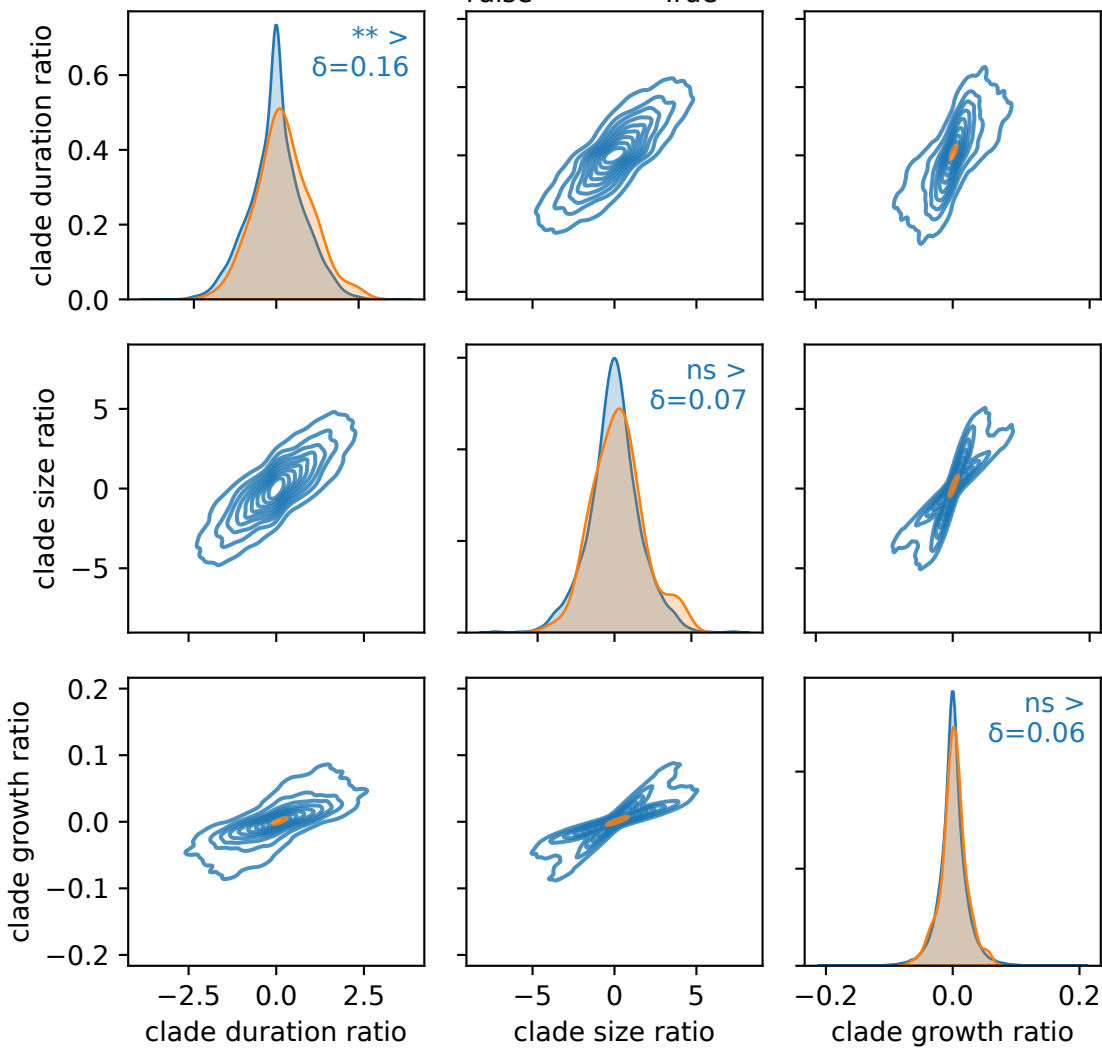 clade duration ratio
0.6
0.4
0.2
0.0
** >
δ=0.16
clade size ratio
5
0
−5
ns >
δ=0.07
clade growth ratio
0.2
0.1
0.0
−0.1
−0.2
ns >
δ=0.06
−2.5 0.0 2.5
−5 0 5
−0.2 0.0 0.2
clade duration ratio
clade size ratio
clade growth ratio